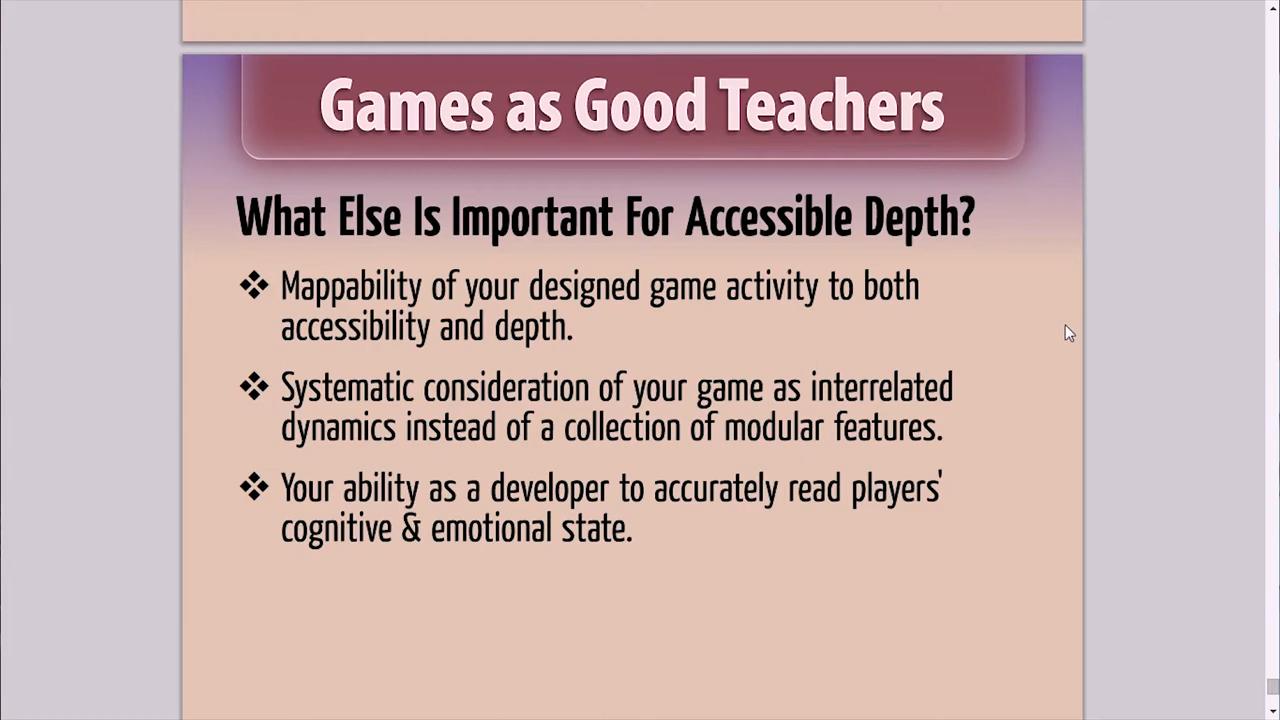 Games as Good Teachers
What Else Is Important For Accessible Depth?
❖ Mappability of your designed game activity to both
accessibility and depth.
❖ Systematic consideration of your game as interrelated
dynamics instead of a collection of modular features.
❖ Your ability as a developer to accurately read players'
cognitive & emotional state.